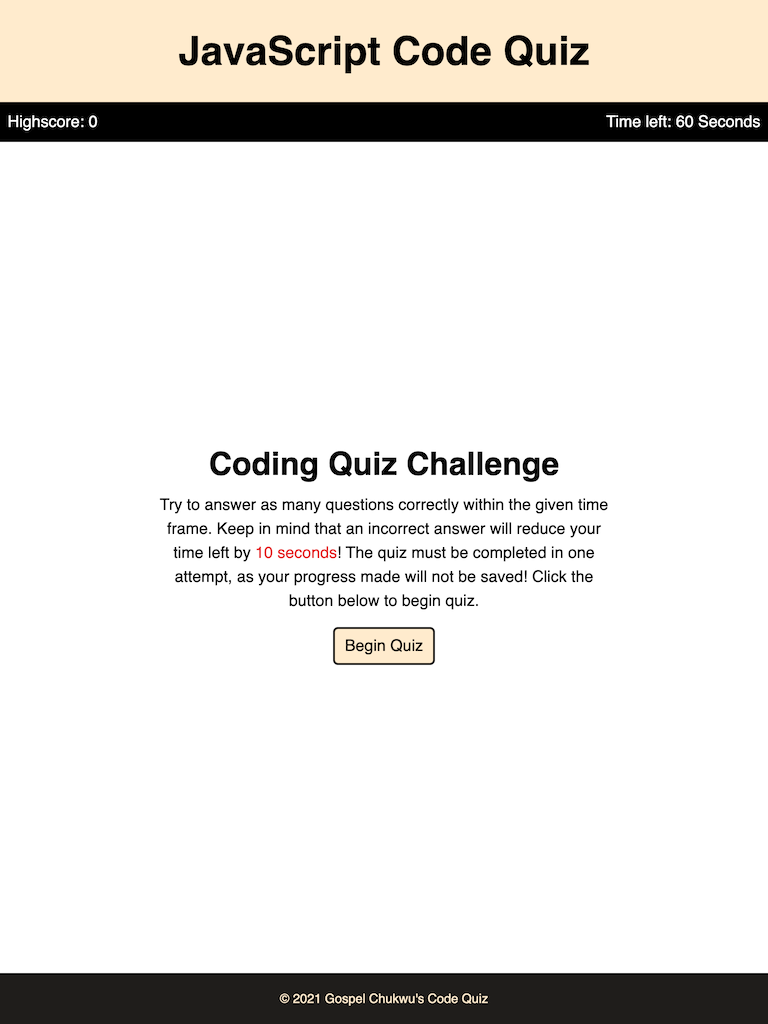 JavaScript Code Quiz
Highscore: 0
Time left: 60 Seconds
Coding Quiz Challenge
Try to answer as many questions correctly within the given time
frame. Keep in mind that an incorrect answer will reduce your
time left by 10 seconds! The quiz must be completed in one
attempt, as your progress made will not be saved! Click the
button below to begin quiz.
Begin Quiz
© 2021 Gospel Chukwu's Code Quiz